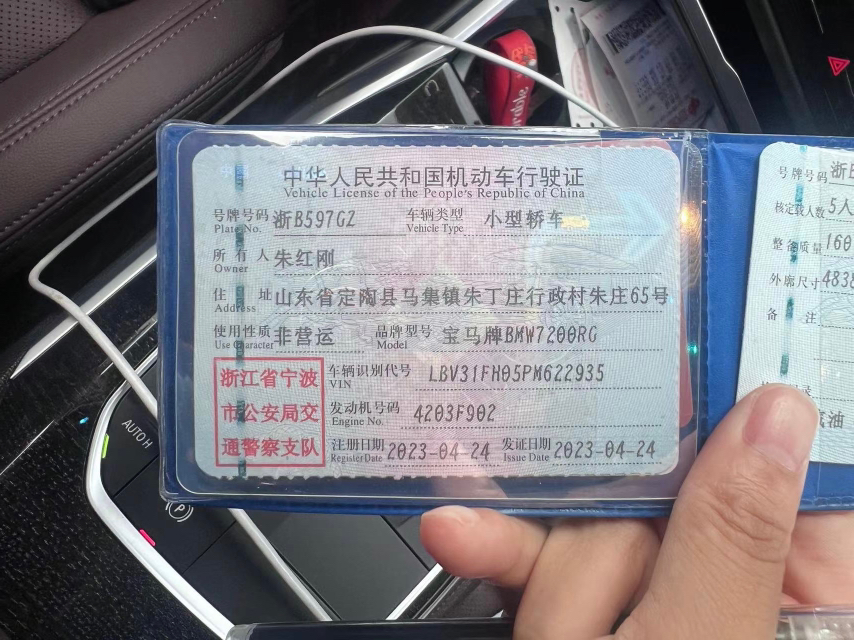 中华人民共和国机动车行驶证
Vehicle License of the People's Republic of China
号牌号码 浙B597GZ 车辆类型 小型轿车
Plate No. Vehicle Type
所有人 朱红刚
Owner
住址 山东省定陶县马集镇朱丁庄行政村朱庄65号
Address
使用性质 非营运 品牌型号 宝马牌BMW7200RG
Use Character Model
浙江省宁波
市公安局交
通警察支队
车辆识别代号 LBV31FH05PM622935
VIN
发动机号码 4203F902
Engine No.
注册日期 2023-04-24 发证日期 2023-04-24
Register Date Issue Date
号牌号码 浙
核定载人数 5人
整备质量 160
外廓尺寸 483
备注
油
AUTO H
P